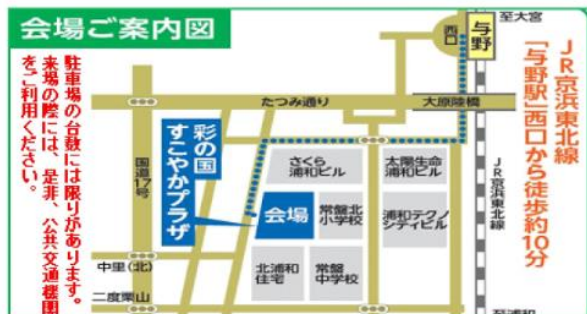 会場ご案内図
駐車場の台数には限りがあります。
来場の際には、是非、公共交通機関
をご利用ください。
至大宮
与野
西口
JR京浜東北線
「与野駅」西口から徒歩約10分
たつみ通り
大原陸橋
国道17号
彩の国
すこやかプラザ
さくら
浦和ビル
太陽生命
浦和ビル
JR京浜東北線
会場
常盤北
小学校
浦和テクノ
シティビル
中里(北)
北浦和
住宅
常盤
中学校
二度栗山
至浦和